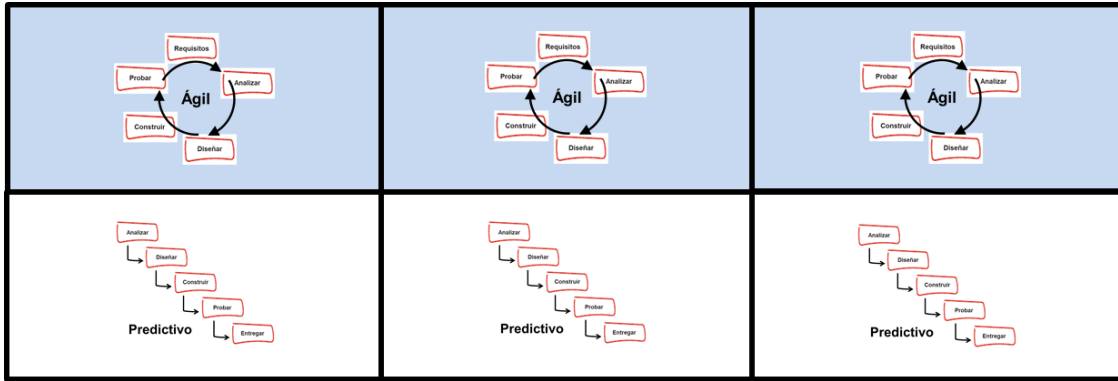 Requisitos
Probar
Analizar
Ágil
Construir
Diseñar
Requisitos
Probar
Analizar
Ágil
Construir
Diseñar
Requisitos
Probar
Analizar
Ágil
Construir
Diseñar
Analizar
Diseñar
Construir
Probar
Predictivo
Entregar
Analizar
Diseñar
Construir
Probar
Predictivo
Entregar
Analizar
Diseñar
Construir
Probar
Predictivo
Entregar